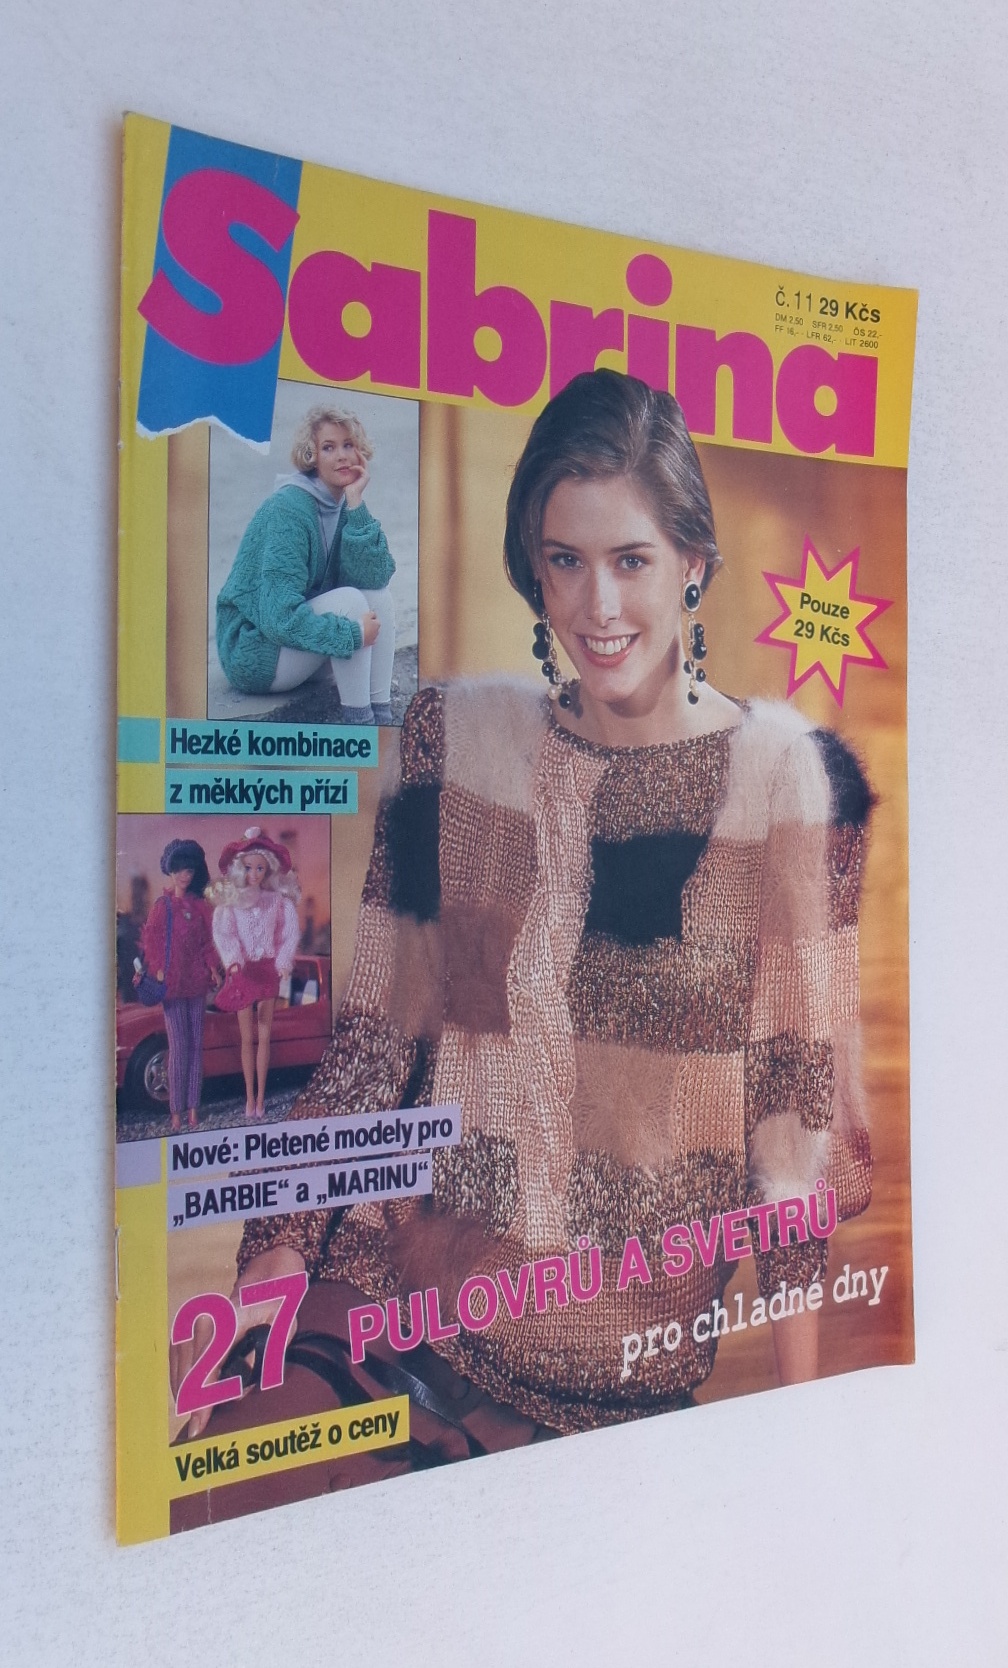 Sabrina
Č. 11 29 Kčs
DM 2,50 SFR 2,50 ÖS 22,-
FF 16,- · LFR 62,- · LIT 2600
Pouze
29 Kčs
Hezké kombinace
z měkkých přízí
Nové: Pletené modely pro
„BARBIE“ a „MARINU“
27 PULOVRŮ A SVETRŮ
pro chladné dny
Velká soutěž o ceny